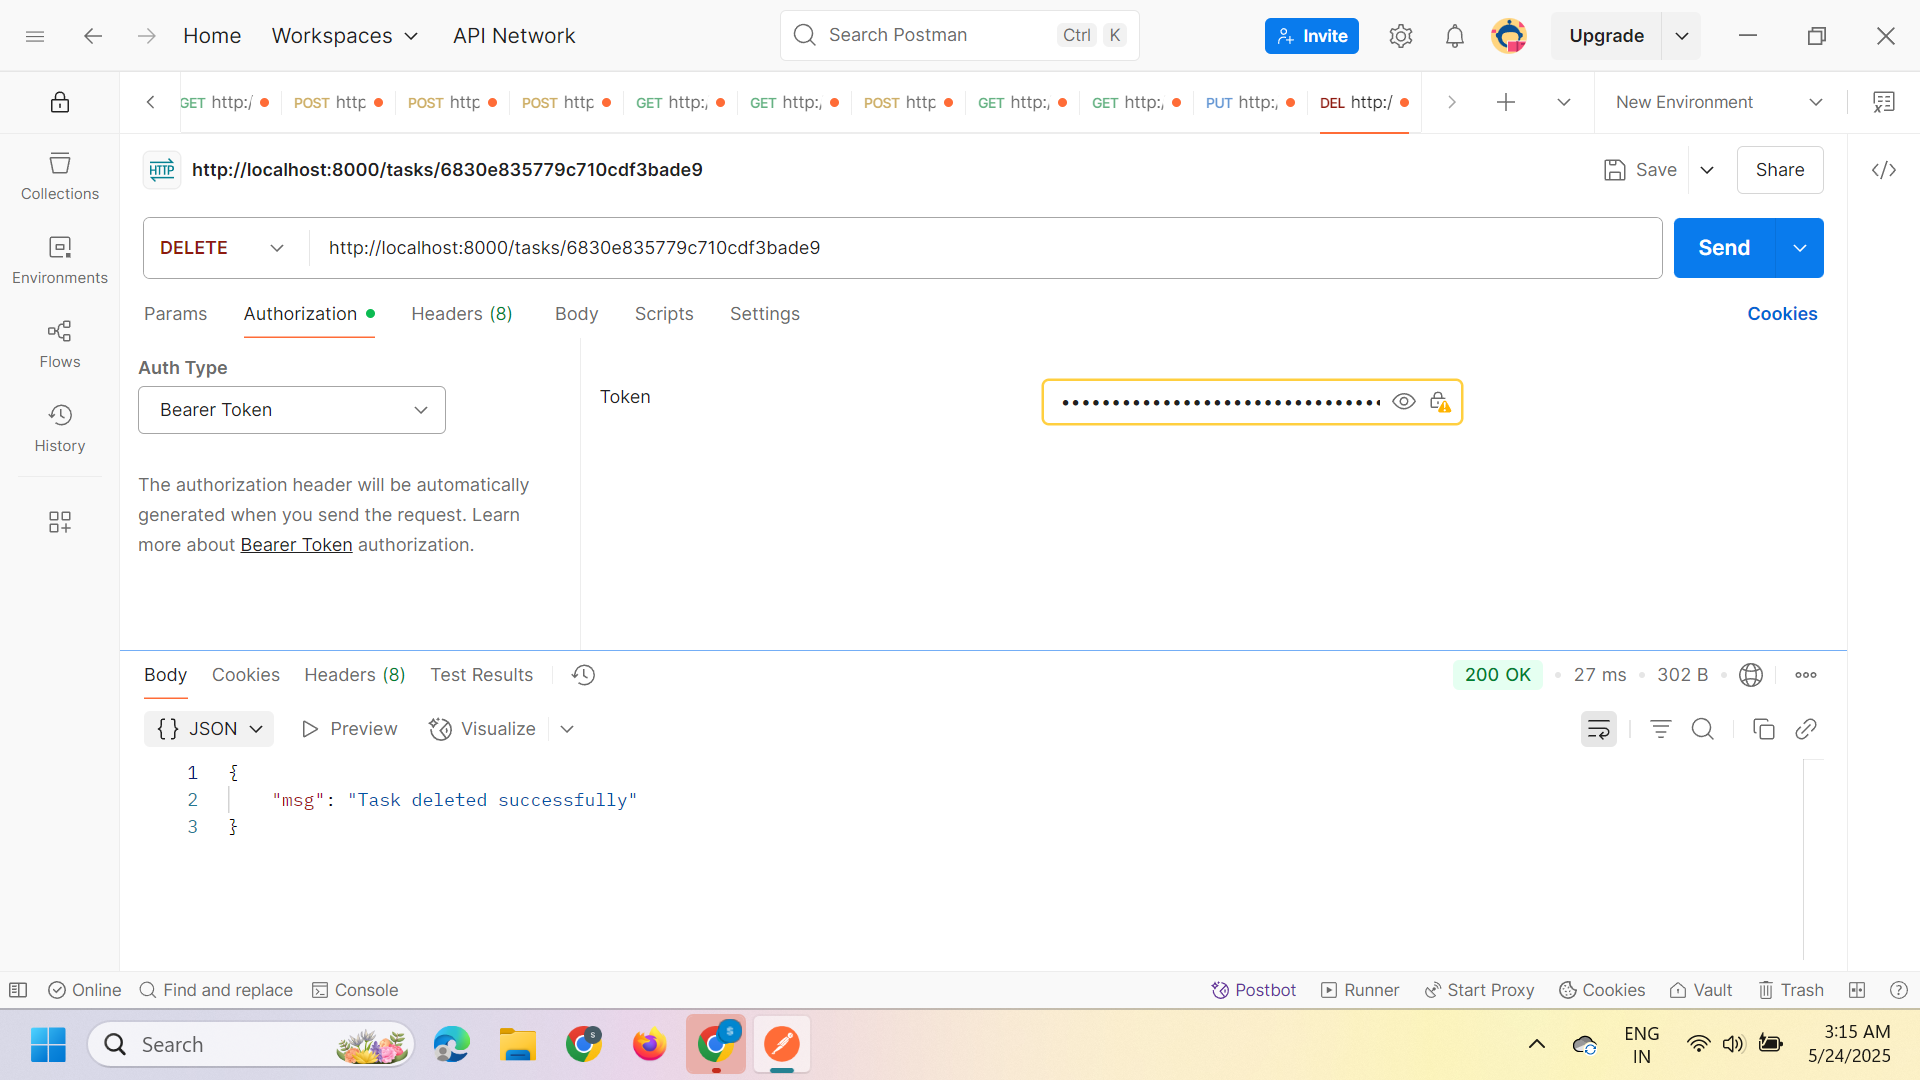 Home
Workspaces
API Network
Search Postman
Ctrl
K
Invite
Upgrade
GET http:/
POST http
POST http
POST http
GET http:/
GET http:/
POST http
GET http:/
GET http:/
PUT http:/
DEL http:/
New Environment
Collections
Environments
Flows
History
HTTP
http://localhost:8000/tasks/6830e835779c710cdf3bade9
Save
Share
DELETE
http://localhost:8000/tasks/6830e835779c710cdf3bade9
Send
Params
Authorization
Headers (8)
Body
Scripts
Settings
Cookies
Auth Type
Bearer Token
The authorization header will be automatically
generated when you send the request. Learn
more about Bearer Token authorization.
Token
Body
Cookies
Headers (8)
Test Results
200 OK
27 ms
302 B
{} JSON
Preview
Visualize
1 {
2 "msg": "Task deleted successfully"
3 }
Online
Find and replace
Console
Postbot
Runner
Start Proxy
Cookies
Vault
Trash
Search
ENG
IN
3:15 AM
5/24/2025